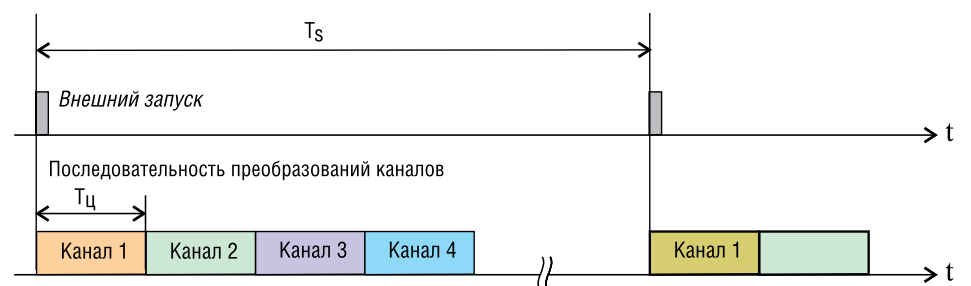 Ts
Внешний запуск
t
Последовательность преобразований каналов
Tц
Канал 1 Канал 2 Канал 3 Канал 4 Канал 1
t